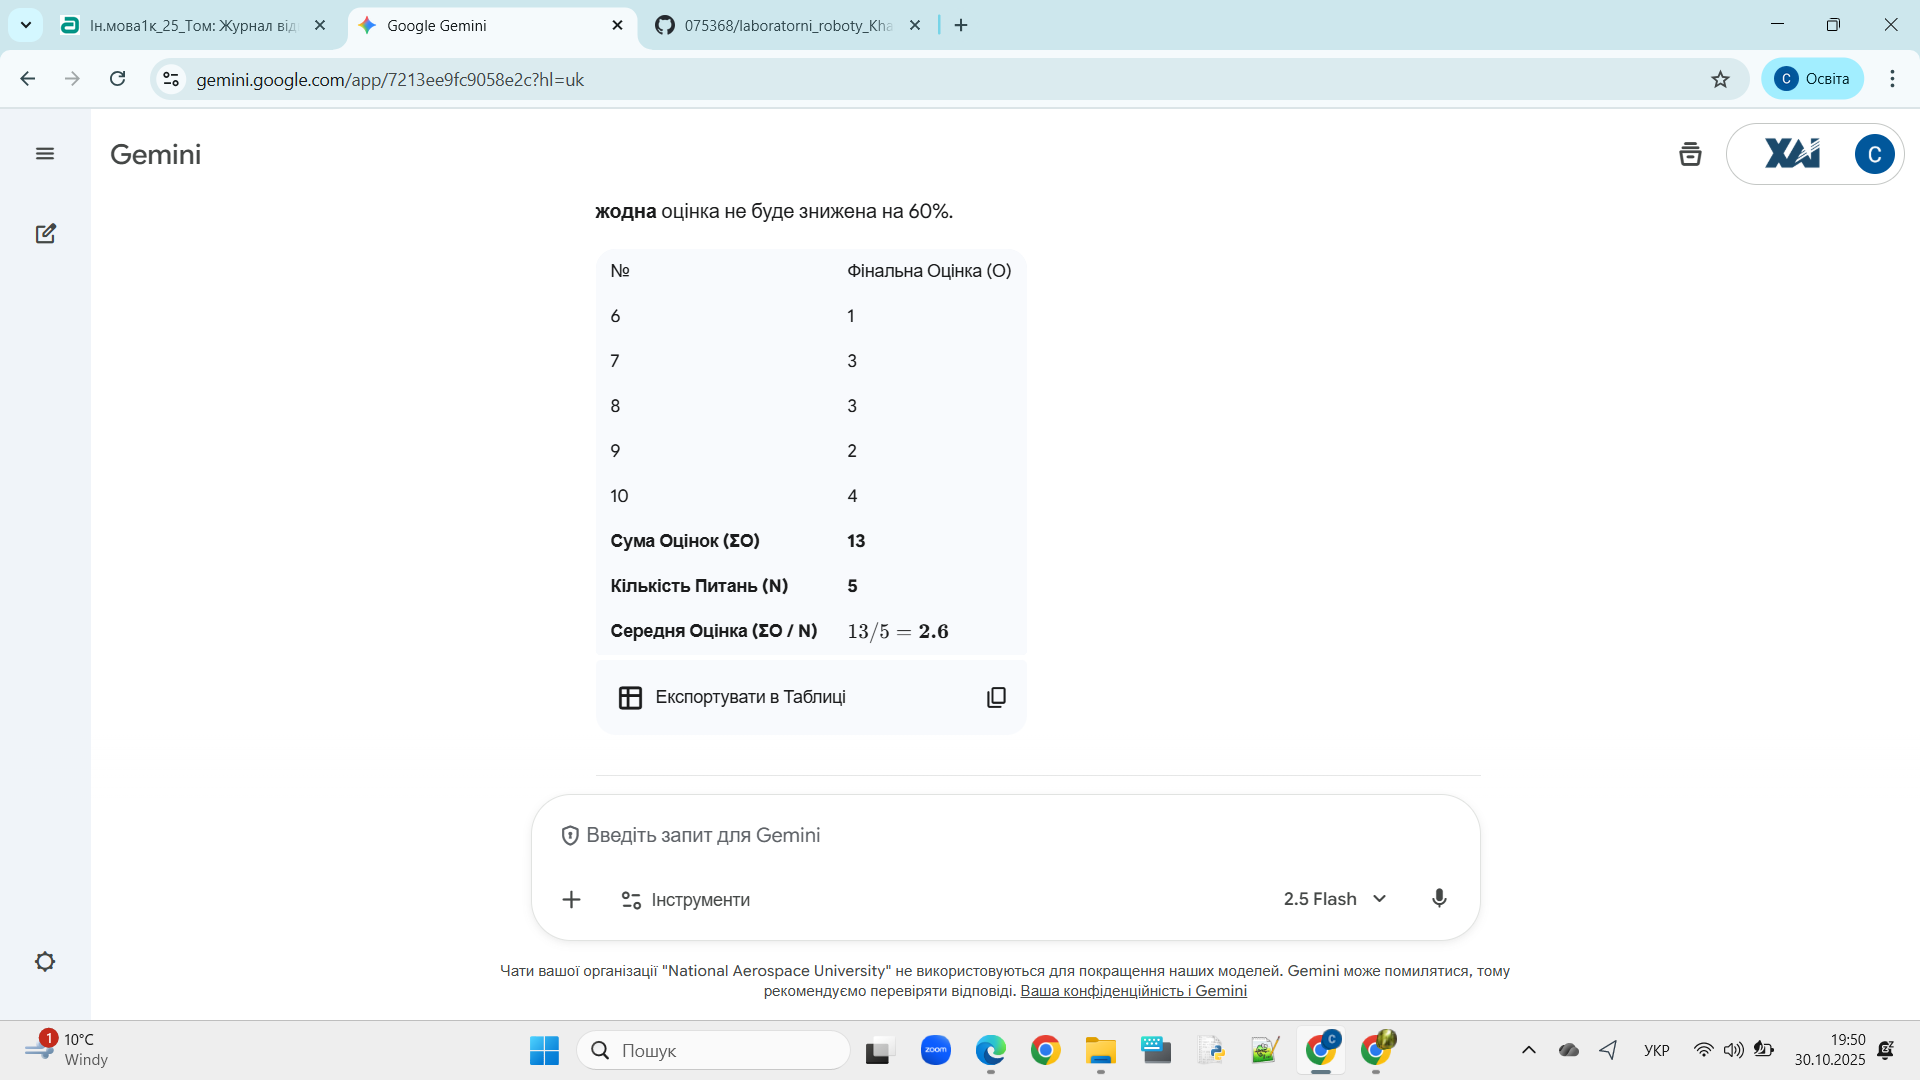 Ін.мова1к_25_Том: Журнал від
Google Gemini
075368/laboratorni_roboty_Kha
gemini.google.com/app/7213ee9fc9058e2c?hl=uk
C Освіта
Gemini
XAI
C
жодна оцінка не буде знижена на 60%.
№ Фінальна Оцінка (О)
6 1
7 3
8 3
9 2
10 4
Сума Оцінок (ΣО) 13
Кількість Питань (N) 5
Середня Оцінка (ΣО / N) 13/5 = 2.6
Експортувати в Таблиці
Введіть запит для Gemini
Інструменти
2.5 Flash
Чати вашої організації "National Aerospace University" не використовуються для покращення наших моделей. Gemini може помилятися, тому
рекомендуємо перевіряти відповіді. Ваша конфіденційність і Gemini
1
10°C
Windy
Пошук
zoom
C
УКР
19:50
30.10.2025